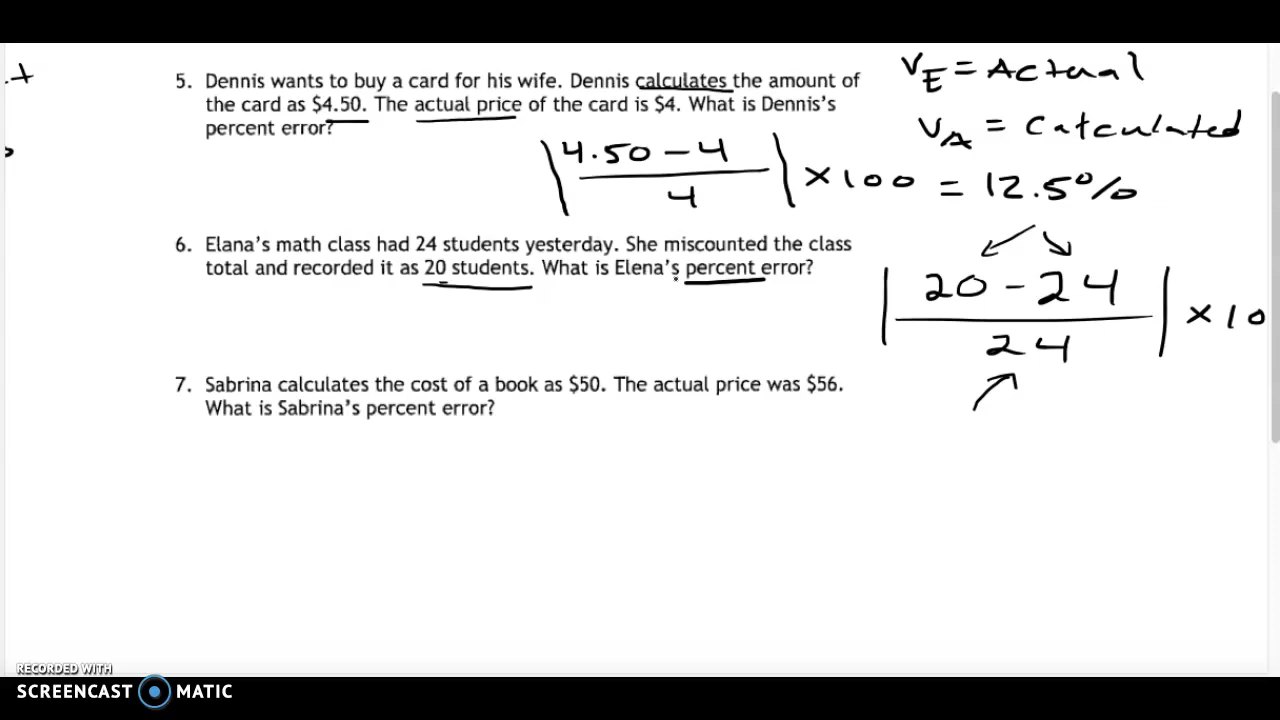 5. Dennis wants to buy a card for his wife. Dennis calculates the amount of
the card as $4.50. The actual price of the card is $4. What is Dennis's
percent error?
VE = Actual
VA = Calculated
|4.50 - 4
4| × 100 = 12.5%
6. Elana's math class had 24 students yesterday. She miscounted the class
total and recorded it as 20 students. What is Elena's percent error?
|20 - 24
24| × 10
7. Sabrina calculates the cost of a book as $50. The actual price was $56.
What is Sabrina's percent error?
RECORDED WITH
SCREENCAST MATIC